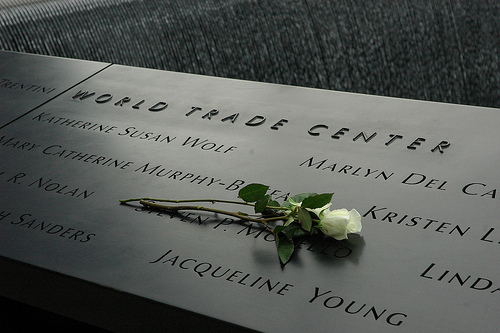 TRENTINI WORLD TRADE CENTER
KATHERINE SUSAN WOLF MARLYN DEL CA
MARY CATHERINE MURPHY-B
R. NOLAN P. KRISTEN L
SANDERS LINDA
JACQUELINE YOUNG